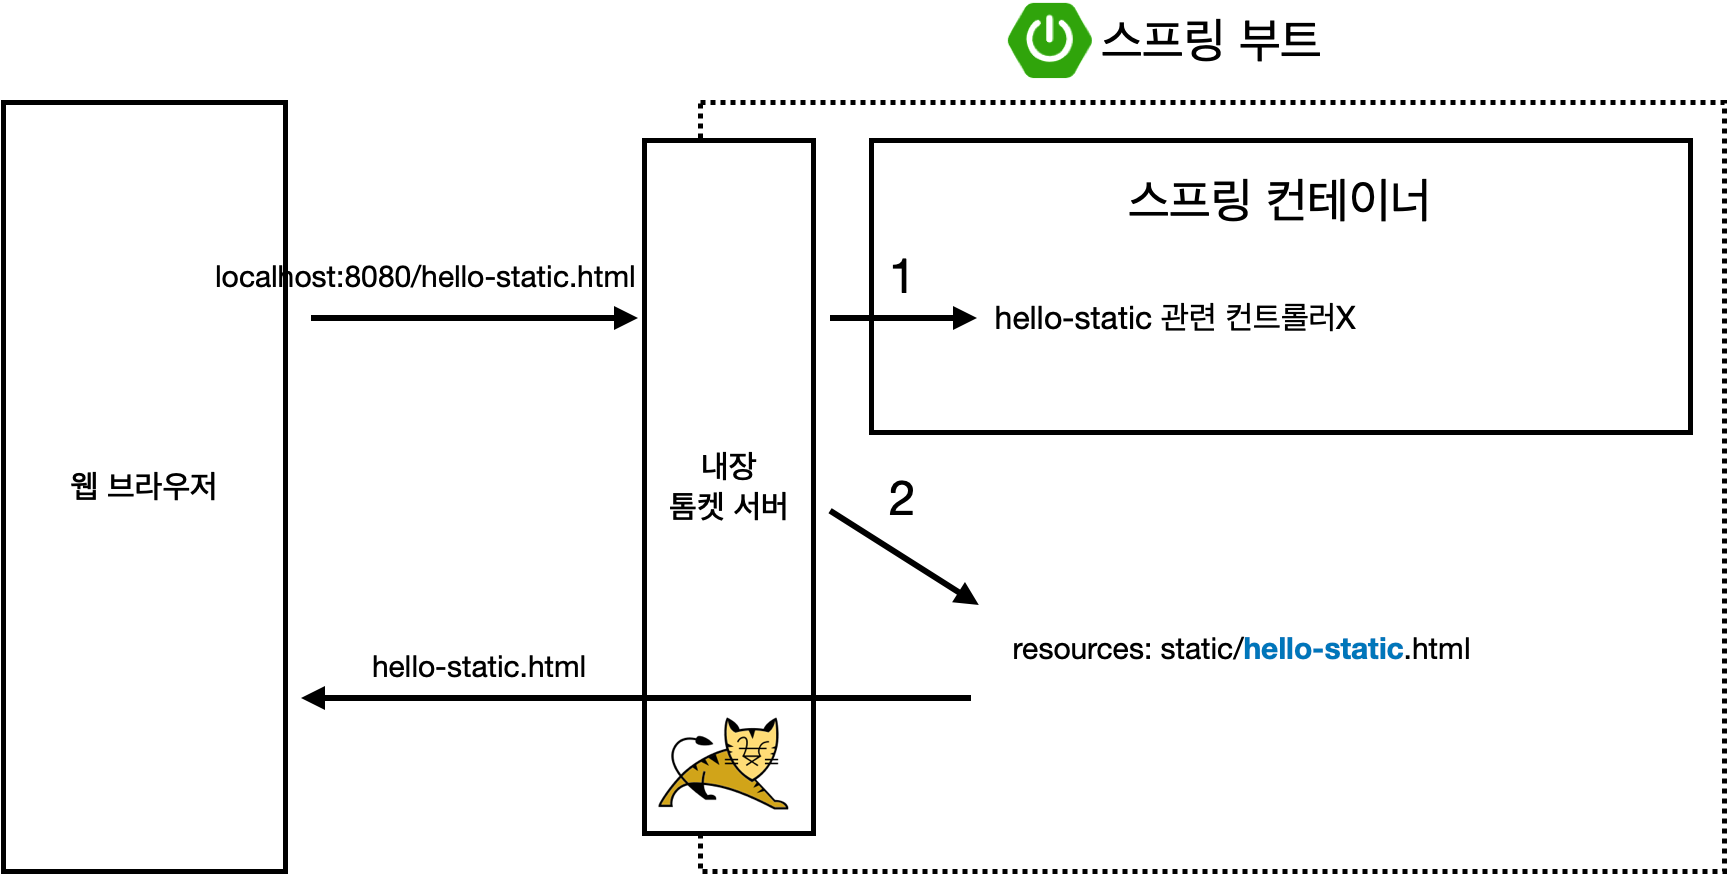 스프링 부트
스프링 컨테이너
localhost:8080/hello-static.html
1
hello-static 관련 컨트롤러X
웹 브라우저
내장
톰켓 서버
2
resources: static/hello-static.html
hello-static.html